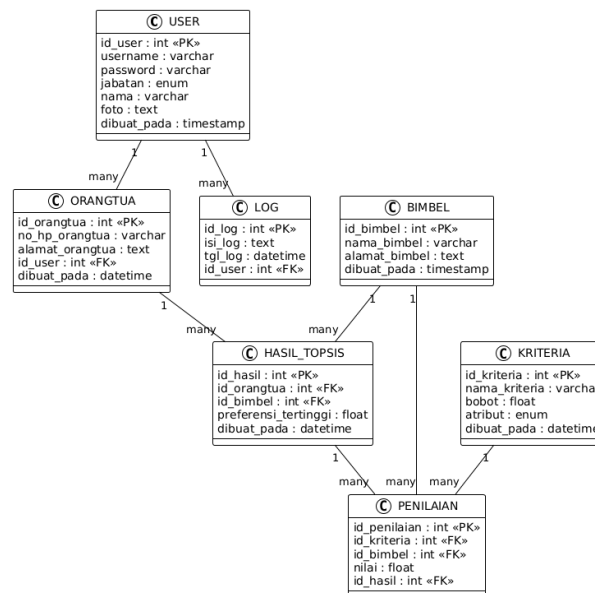 C USER
id_user : int «PK»
username : varchar
password : varchar
jabatan : enum
nama : varchar
foto : text
dibuat_pada : timestamp
1
1
many
many
C ORANGTUA
id_orangtua : int «PK»
no_hp_orangtua : varchar
alamat_orangtua : text
id_user : int «FK»
dibuat_pada : datetime
C LOG
id_log : int «PK»
isi_log : text
tgl_log : datetime
id_user : int «FK»
C BIMBEL
id_bimbel : int «PK»
nama_bimbel : varchar
alamat_bimbel : text
dibuat_pada : timestamp
1
1
1
many
many
C HASIL_TOPSIS
id_hasil : int «PK»
id_orangtua : int «FK»
id_bimbel : int «FK»
preferensi_tertinggi : float
dibuat_pada : datetime
C KRITERIA
id_kriteria : int «PK»
nama_kriteria : varcha
bobot : float
atribut : enum
dibuat_pada : datetime
1
1
many
many
many
C PENILAIAN
id_penilaian : int «PK»
id_kriteria : int «FK»
id_bimbel : int «FK»
nilai : float
id_hasil : int «FK»